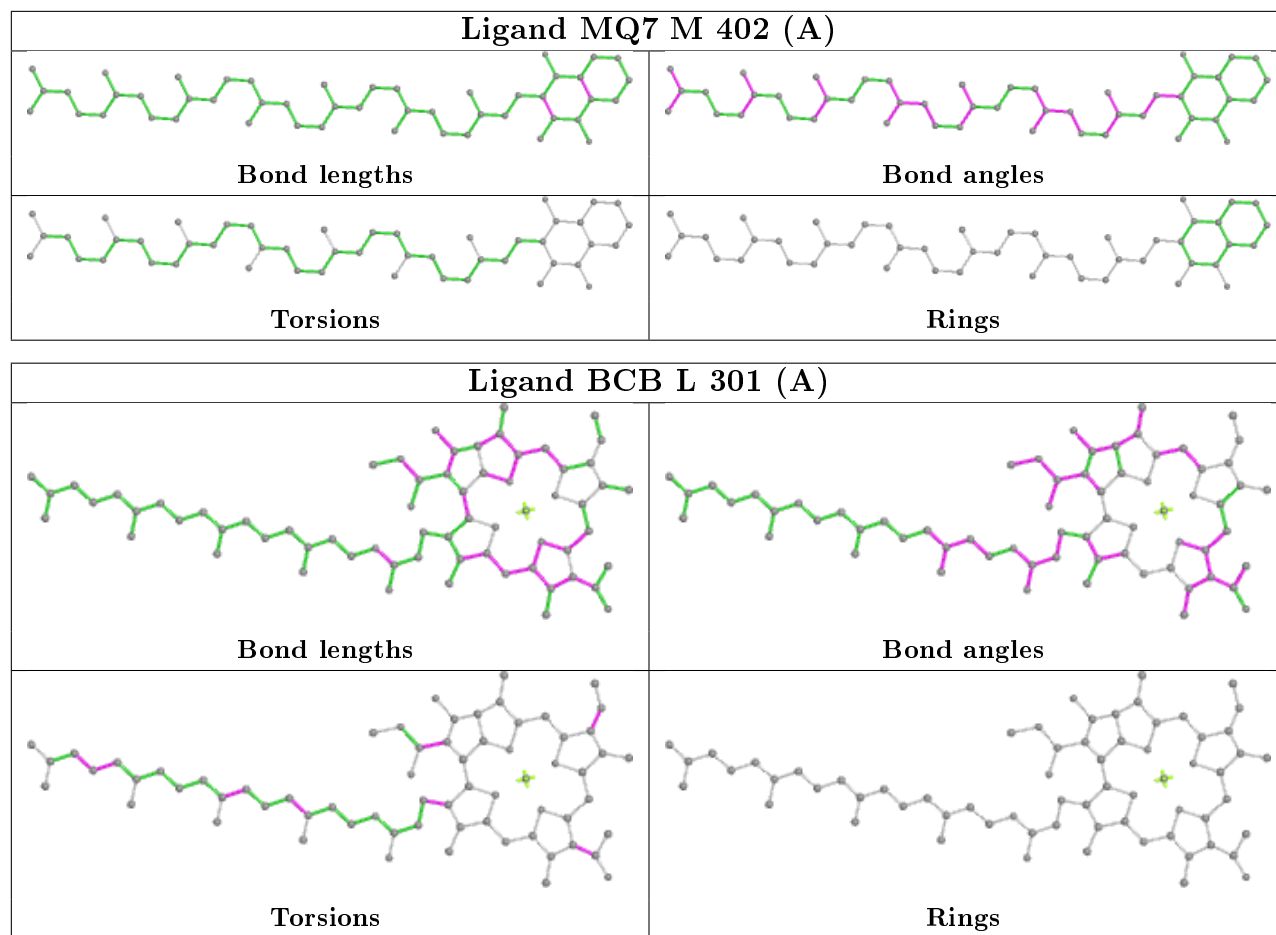 Ligand MQ7 M 402 (A)
Bond lengths
Bond angles
Torsions
Rings
Ligand BCB L 301 (A)
Bond lengths
Bond angles
Torsions
Rings